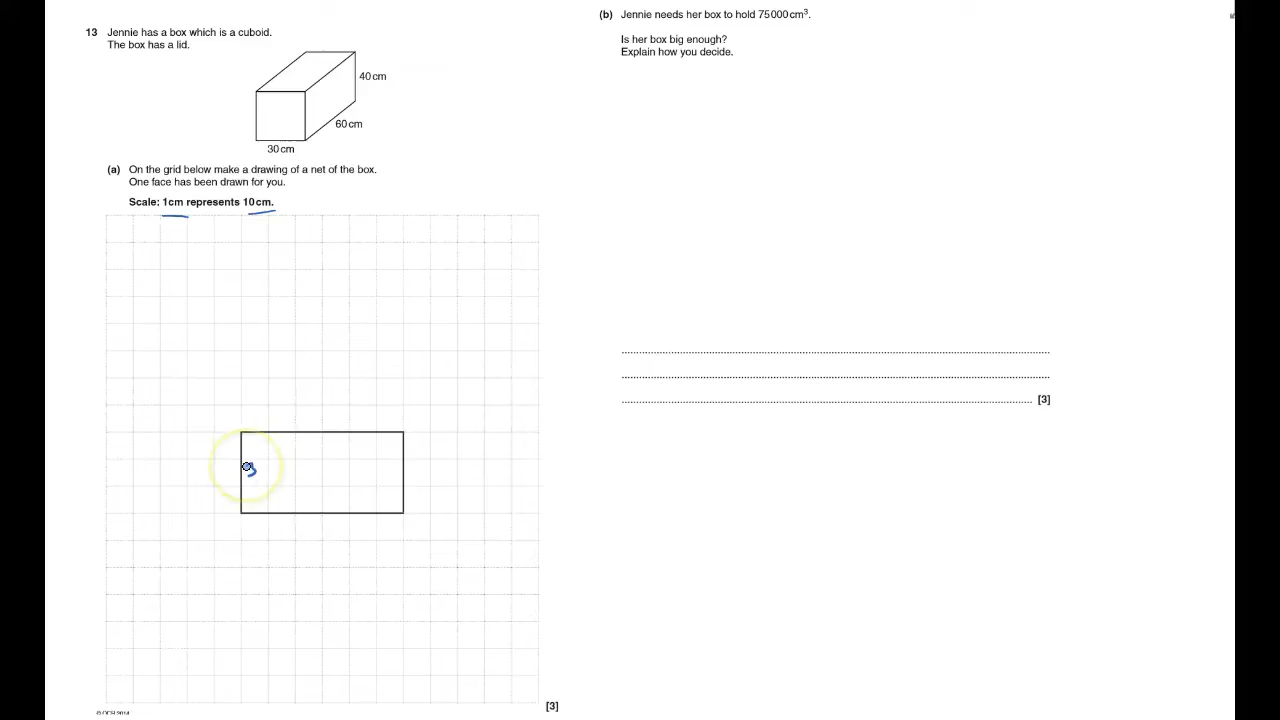 13 Jennie has a box which is a cuboid.
The box has a lid.
40 cm
60 cm
30 cm
(a) On the grid below make a drawing of a net of the box.
One face has been drawn for you.
Scale: 1cm represents 10cm.
3
[3]
(b) Jennie needs her box to hold 75000cm³.
Is her box big enough?
Explain how you decide.
[3]